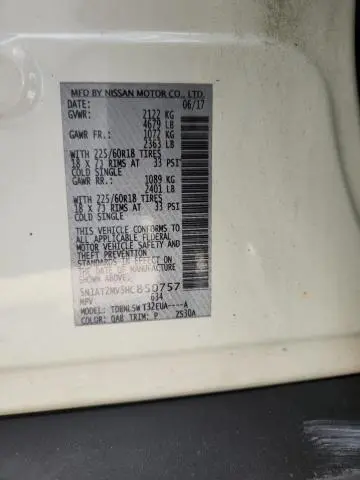 MFD BY NISSAN MOTOR CO., LTD.
DATE: 06/17
GVWR: 2122 KG
4679 LB
GAWR FR: 1072 KG
2363 LB
WITH 225/60R18 TIRES
18 X 7J RIMS AT 33 PSI
COLD SINGLE
GAWR RR: 1089 KG
2401 LB
WITH 225/60R18 TIRES
18 X 7J RIMS AT 33 PSI
COLD SINGLE
THIS VEHICLE CONFORMS TO
ALL APPLICABLE FEDERAL
MOTOR VEHICLE SAFETY AND
THEFT PREVENTION
STANDARDS IN EFFECT ON
THE DATE OF MANUFACTURE
SHOWN ABOVE.
5N1AT2MV5HC850757
MPV 634
MODEL: TDBNLSW T32EUA----A
COLOR: QAB TRIM: P 2S30A